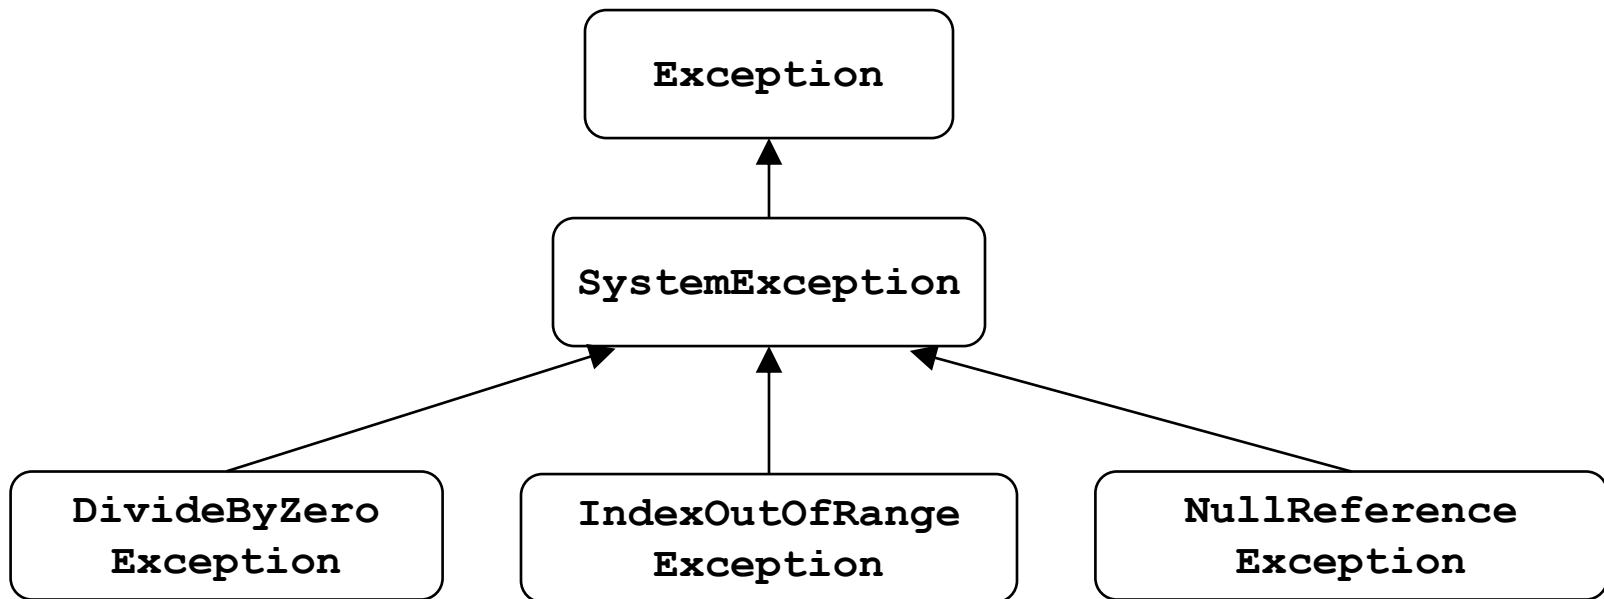 Exception
SystemException
DivideByZero
Exception
IndexOutOfRange
Exception
NullReference
Exception